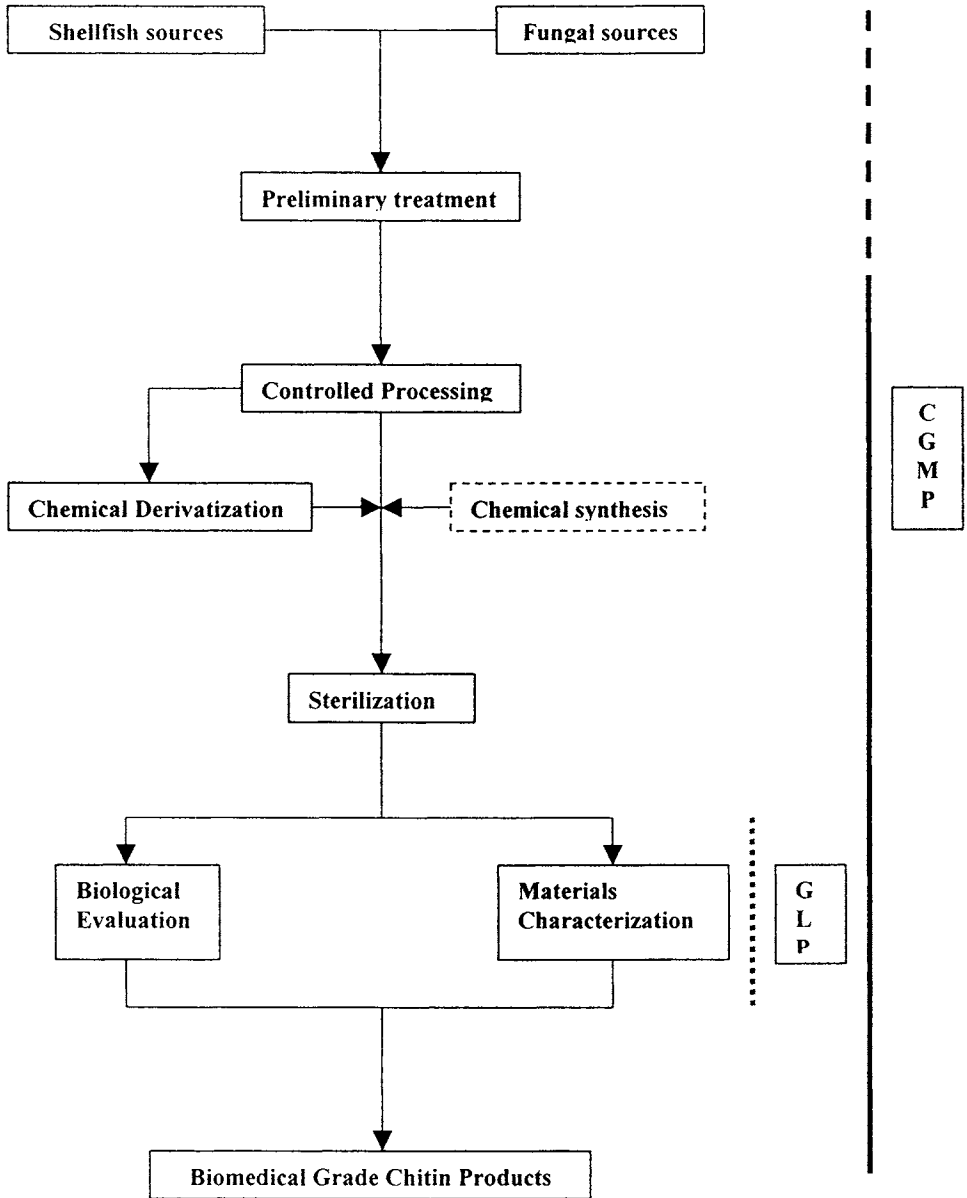 Shellfish sources
Fungal sources
Preliminary treatment
Controlled Processing
Chemical Derivatization
Chemical synthesis
C
G
M
P
Sterilization
Biological
Evaluation
Materials
Characterization
G
L
P
Biomedical Grade Chitin Products